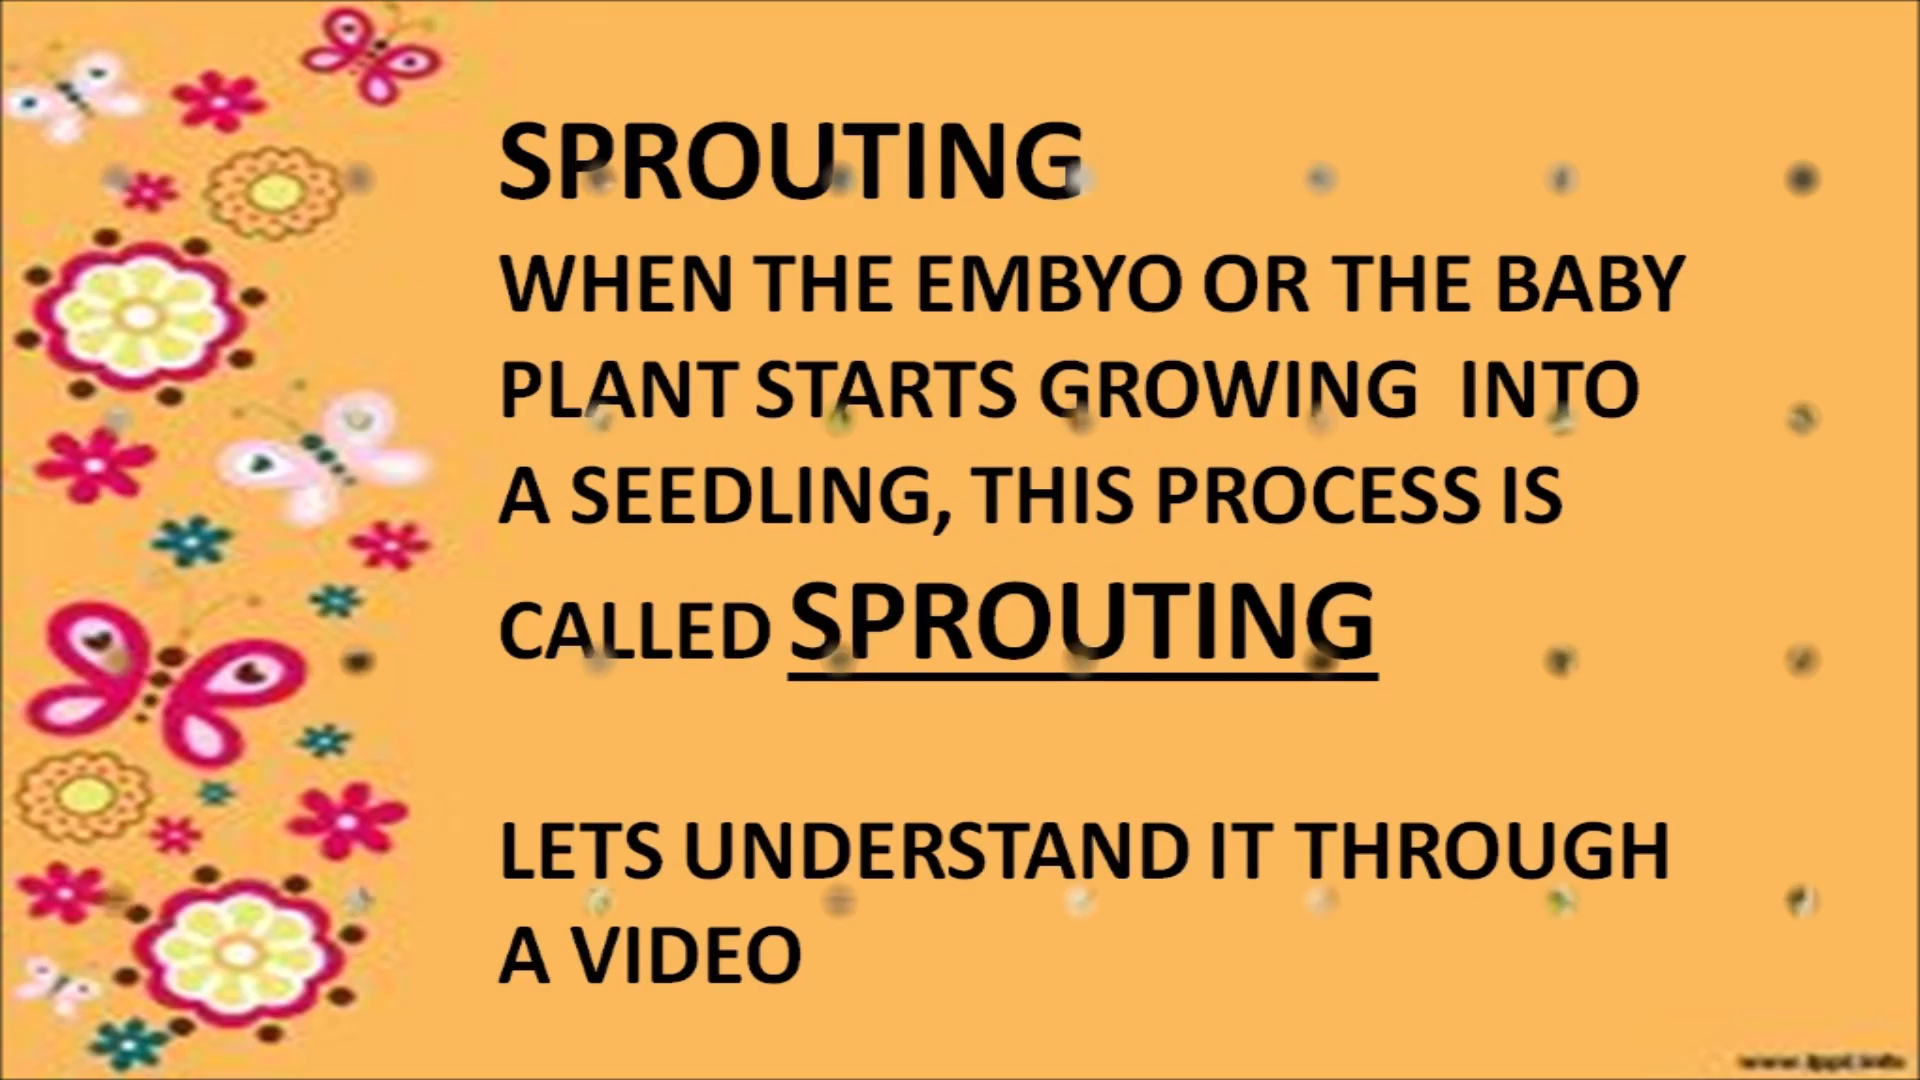 SPROUTING
WHEN THE EMBYO OR THE BABY
PLANT STARTS GROWING INTO
A SEEDLING, THIS PROCESS IS
CALLED SPROUTING
LETS UNDERSTAND IT THROUGH
A VIDEO